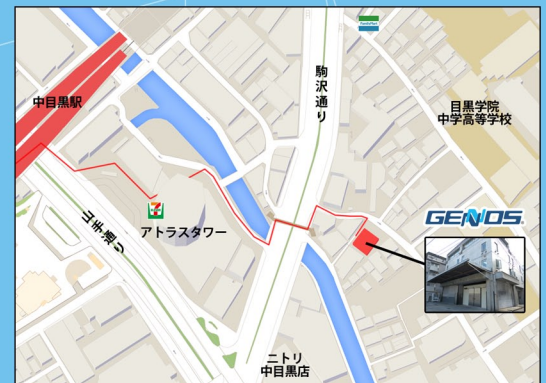 FamilyMart
駒沢通り
中目黒駅
目黒学院
中学高等学校
GENOS
アトラスタワー
山手通り
ニトリ
中目黒店